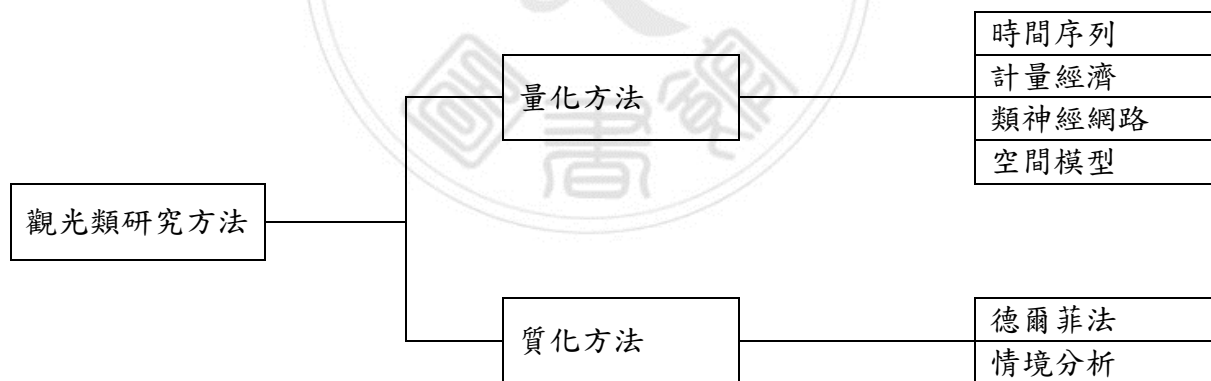 觀光類研究方法
量化方法
時間序列
計量經濟
類神經網路
空間模型
質化方法
德爾菲法
情境分析